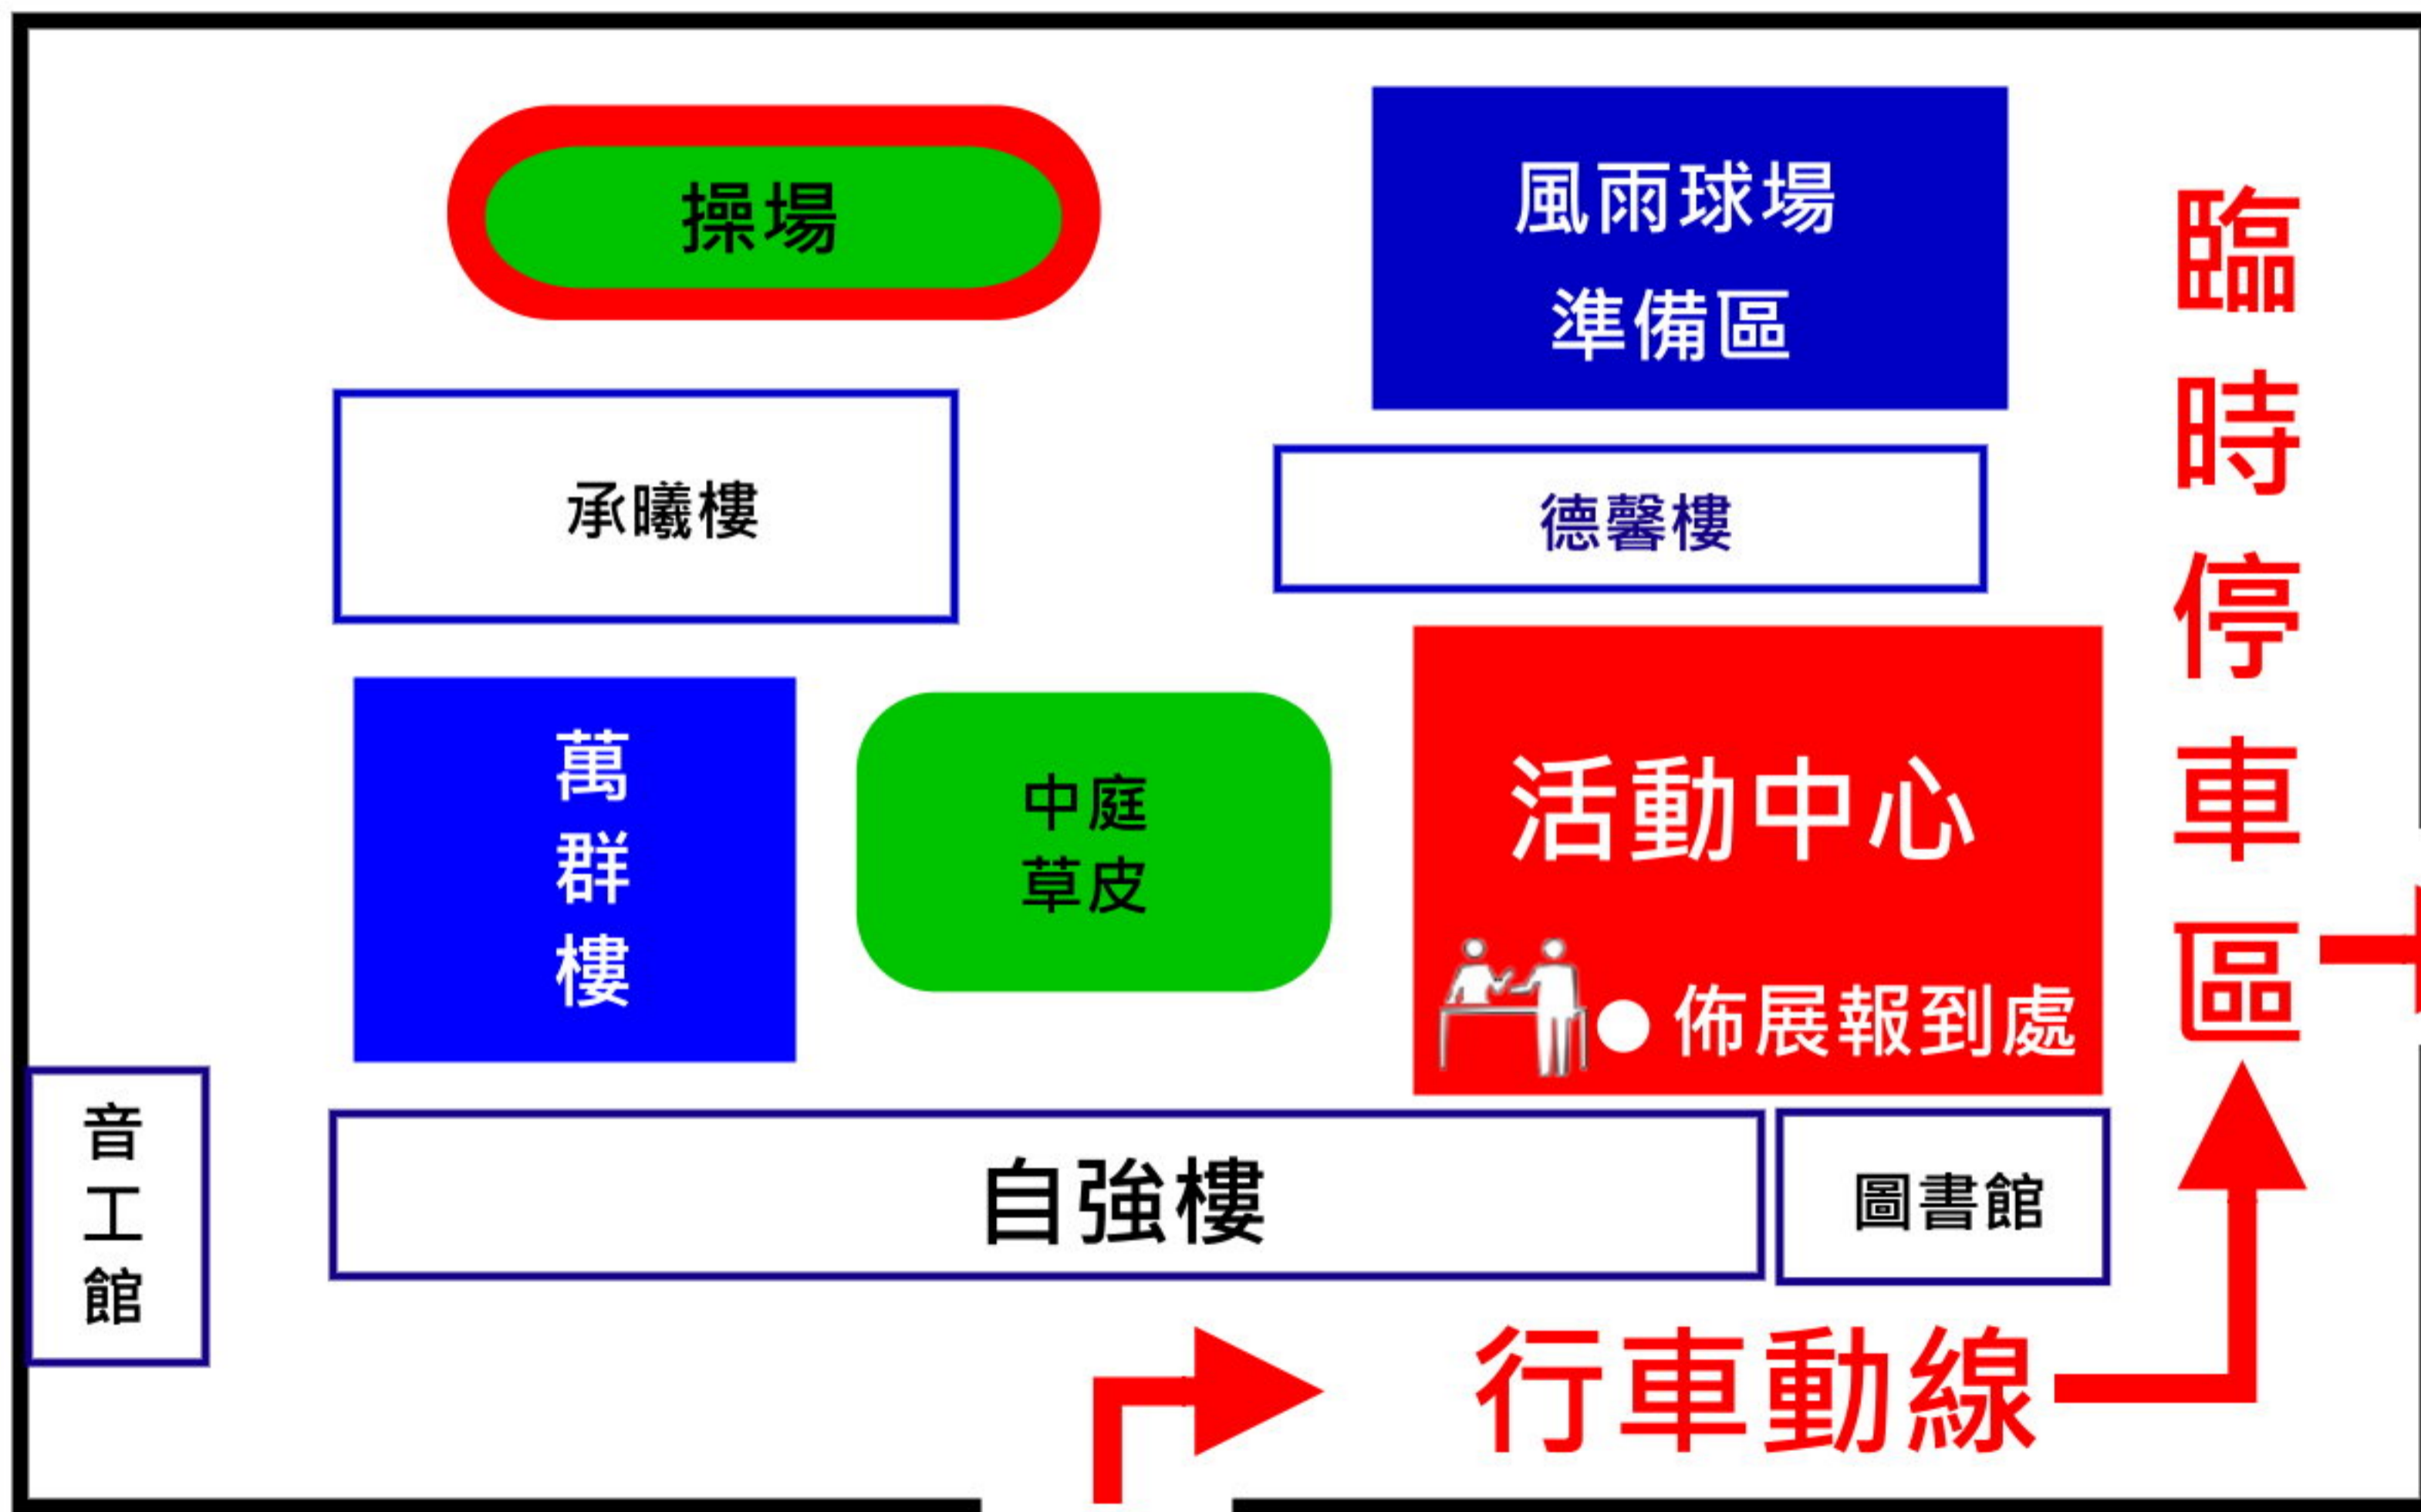 操場
風雨球場
準備區
臨時停車區
承曦樓
德馨樓
萬群樓
中庭
草皮
活動中心
佈展報到處
音工館
自強樓
圖書館
行車動線